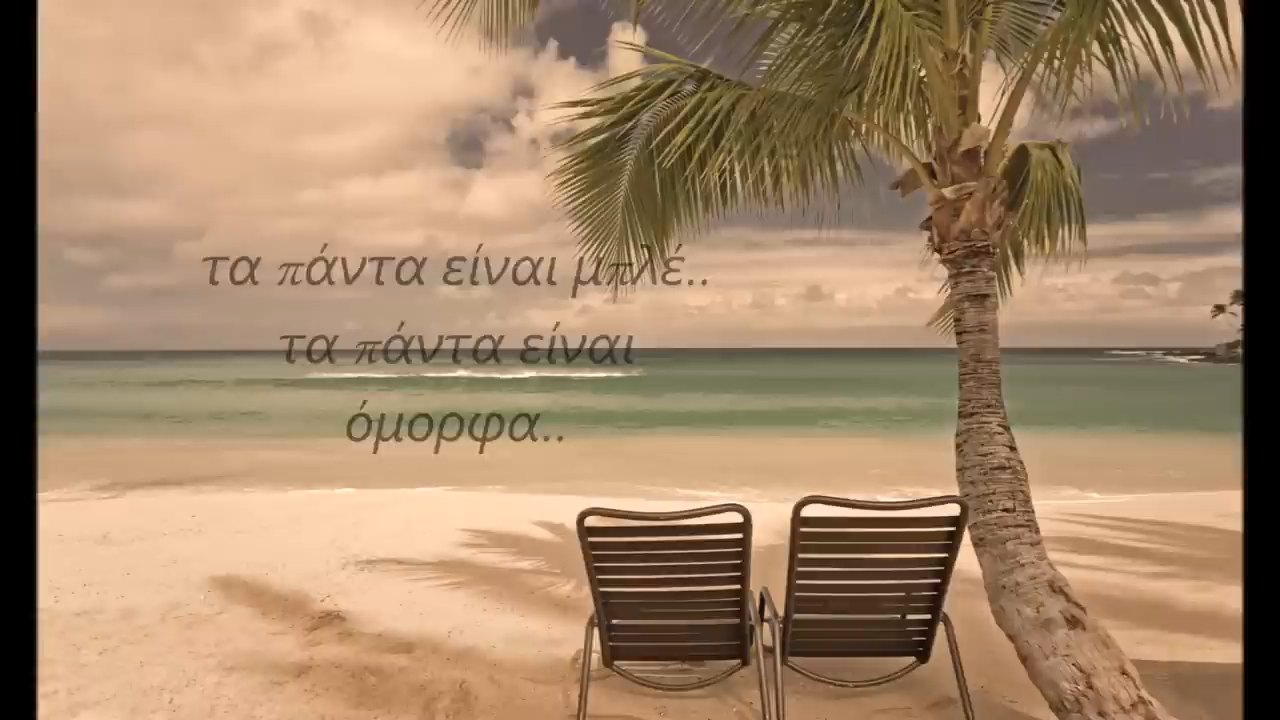 τα πάντα είναι μπλέ..
τα πάντα είναι
όμορφα..